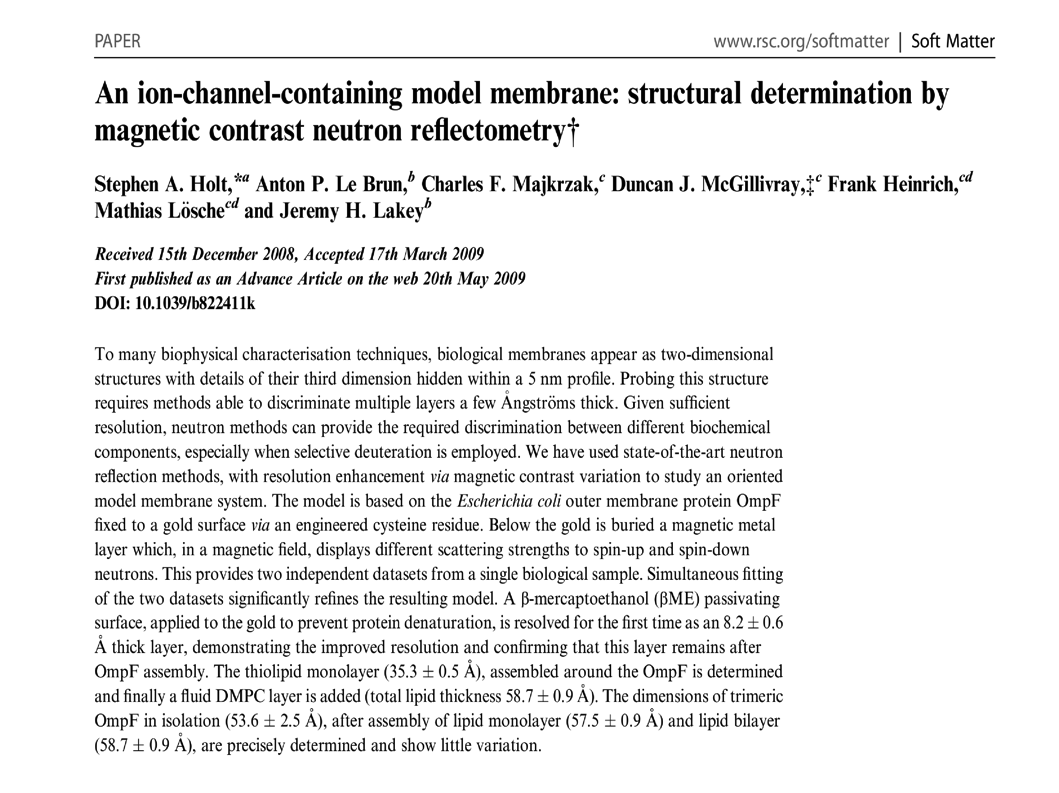 PAPER
www.rsc.org/softmatter | Soft Matter
An ion-channel-containing model membrane: structural determination by
magnetic contrast neutron reflectometry†
Stephen A. Holt,*a Anton P. Le Brun,b Charles F. Majkrzak,c Duncan J. McGillivray,‡c Frank Heinrich,cd
Mathias Löschecd and Jeremy H. Lakeyb
Received 15th December 2008, Accepted 17th March 2009
First published as an Advance Article on the web 20th May 2009
DOI: 10.1039/b822411k
To many biophysical characterisation techniques, biological membranes appear as two-dimensional
structures with details of their third dimension hidden within a 5 nm profile. Probing this structure
requires methods able to discriminate multiple layers a few Ångströms thick. Given sufficient
resolution, neutron methods can provide the required discrimination between different biochemical
components, especially when selective deuteration is employed. We have used state-of-the-art neutron
reflection methods, with resolution enhancement via magnetic contrast variation to study an oriented
model membrane system. The model is based on the Escherichia coli outer membrane protein OmpF
fixed to a gold surface via an engineered cysteine residue. Below the gold is buried a magnetic metal
layer which, in a magnetic field, displays different scattering strengths to spin-up and spin-down
neutrons. This provides two independent datasets from a single biological sample. Simultaneous fitting
of the two datasets significantly refines the resulting model. A β-mercaptoethanol (βME) passivating
surface, applied to the gold to prevent protein denaturation, is resolved for the first time as an 8.2 ± 0.6
Å thick layer, demonstrating the improved resolution and confirming that this layer remains after
OmpF assembly. The thiolipid monolayer (35.3 ± 0.5 Å), assembled around the OmpF is determined
and finally a fluid DMPC layer is added (total lipid thickness 58.7 ± 0.9 Å). The dimensions of trimeric
OmpF in isolation (53.6 ± 2.5 Å), after assembly of lipid monolayer (57.5 ± 0.9 Å) and lipid bilayer
(58.7 ± 0.9 Å), are precisely determined and show little variation.